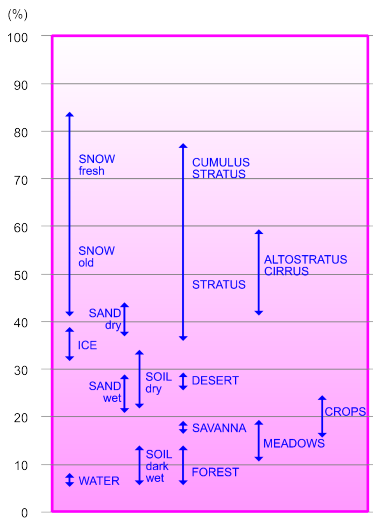 (%)
100
90
80
70
60
50
40
30
20
10
0
SNOW
fresh
CUMULUS
STRATUS
SNOW
old
ALTOSTRATUS
CIRRUS
STRATUS
SAND
dry
ICE
SOIL
dry
DESERT
SAND
wet
CROPS
SAVANNA
MEADOWS
SOIL
dark
wet
FOREST
WATER